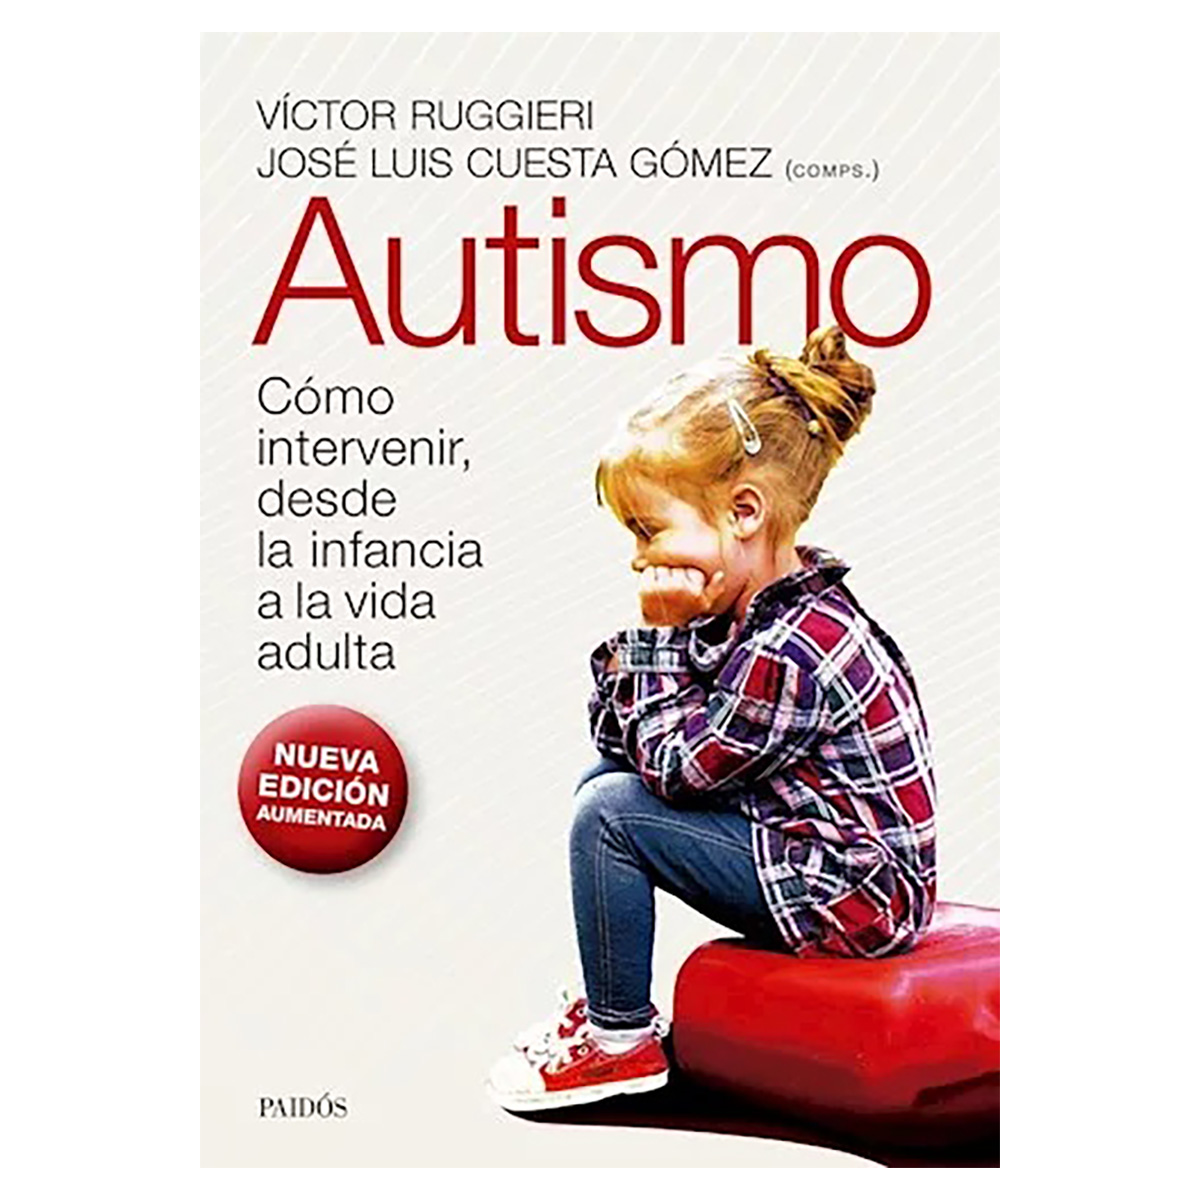 VÍCTOR RUGGIERI
JOSÉ LUIS CUESTA GÓMEZ (COMPS.)
Autismo
Cómo
intervenir,
desde
la infancia
a la vida
adulta
NUEVA
EDICIÓN
AUMENTADA
PAIDÓS